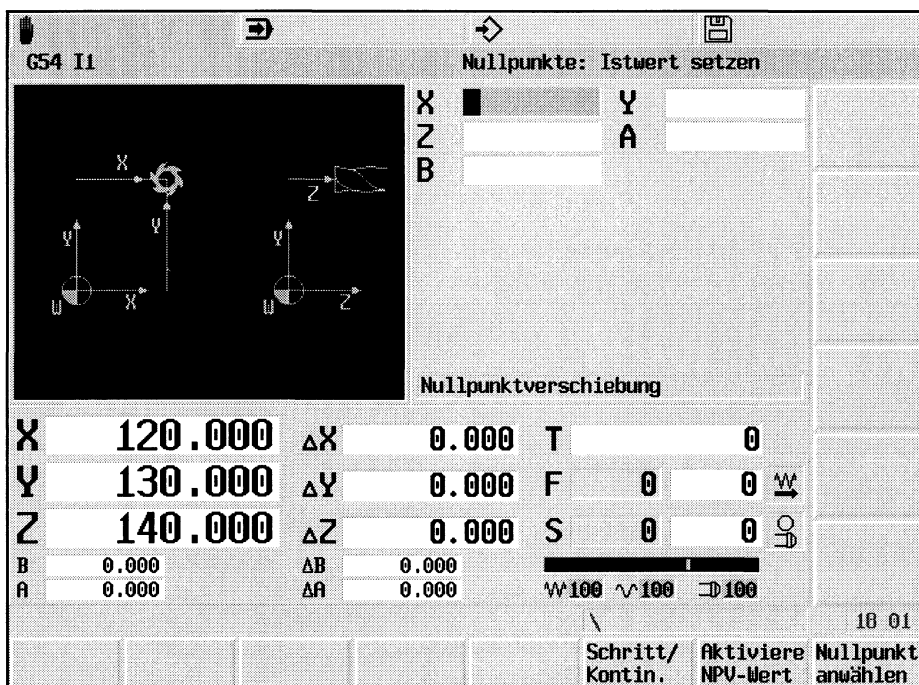 G54 I1 Nullpunkte: Istwert setzen
X Y
Z A
B
X Y Z
Y Y
W X W Z
Nullpunktverschiebung
X 120.000 ΔX 0.000 T 0
Y 130.000 ΔY 0.000 F 0 0
Z 140.000 ΔZ 0.000 S 0 0
B 0.000 ΔB 0.000
A 0.000 ΔA 0.000 100 100 100
\ 18 01
Schritt/ Aktiviere Nullpunkt
Kontin. NPV-Wert anwählen